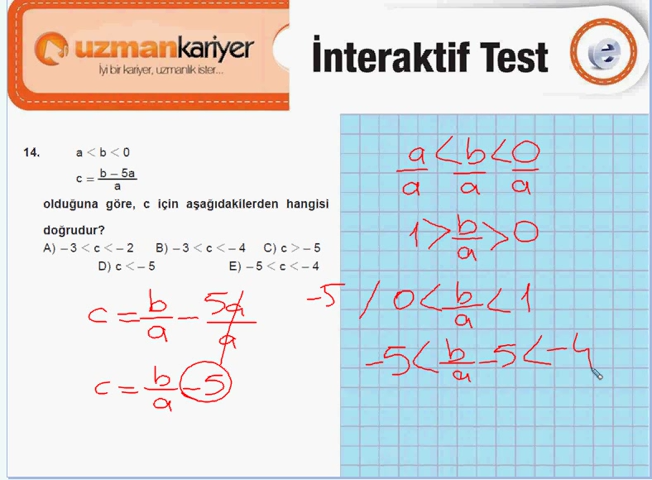 uzmankariyer
İyi bir kariyer, uzmanlık ister...
İnteraktif Test
e
14. a < b < 0
c = (b − 5a)/a
olduğuna göre, c için aşağıdakilerden hangisi
doğrudur?
A) −3 < c < −2 B) −3 < c < −4 C) c > −5
D) c < −5 E) −5 < c < −4
c = b/a − 5a/a
c = b/a − 5
a/a < b/a < 0/a
1 > b/a > 0
−5 / 0 < b/a < 1
−5 < b/a − 5 < −4